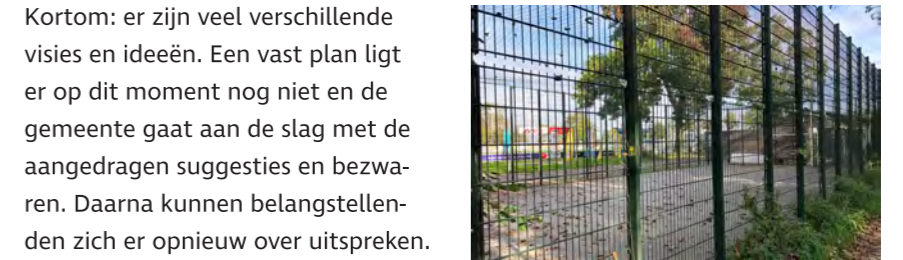 Kortom: er zijn veel verschillende
visies en ideeën. Een vast plan ligt
er op dit moment nog niet en de
gemeente gaat aan de slag met de
aangedragen suggesties en bezwa-
ren. Daarna kunnen belangstellen-
den zich er opnieuw over uitspreken.